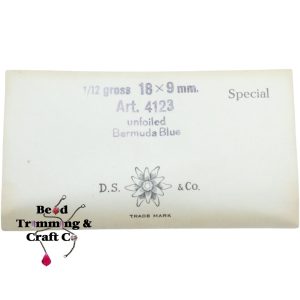 1/12 gross 18 × 9 mm.
Art. 4123
unfoiled
Bermuda Blue
Special
D.S. & Co.
TRADE MARK
Bead
Trimming &
Craft Co